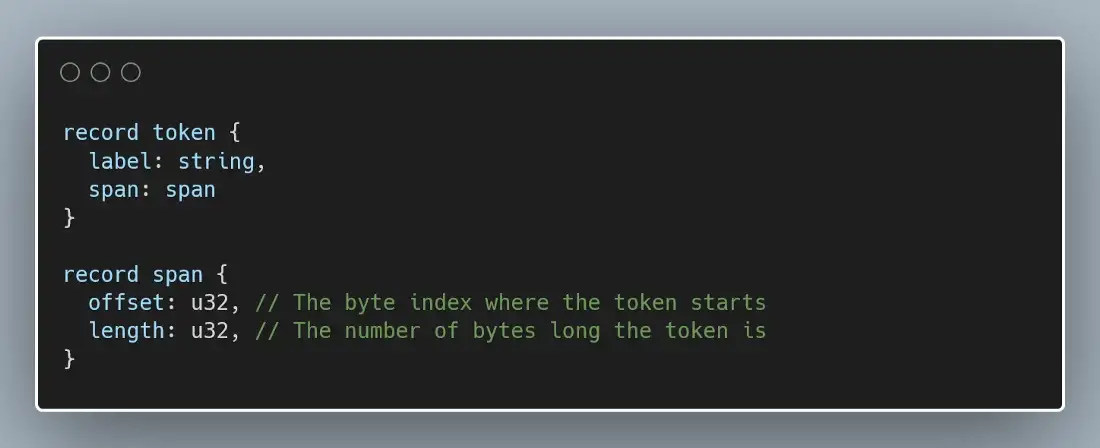 record token {
  label: string,
  span: span
}
record span {
  offset: u32, // The byte index where the token starts
  length: u32, // The number of bytes long the token is
}